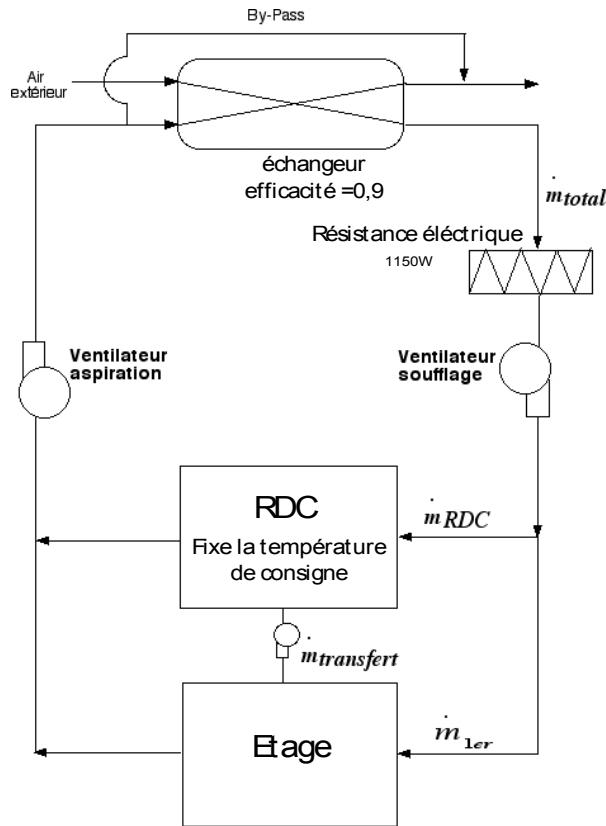 By-Pass
Air
extérieur
échangeur
efficacité =0,9
ṁtotal
Résistance éléctrique
1150W
Ventilateur
aspiration
Ventilateur
soufflage
RDC
Fixe la température
de consigne
ṁRDC
ṁtransfert
Etage
ṁ1er